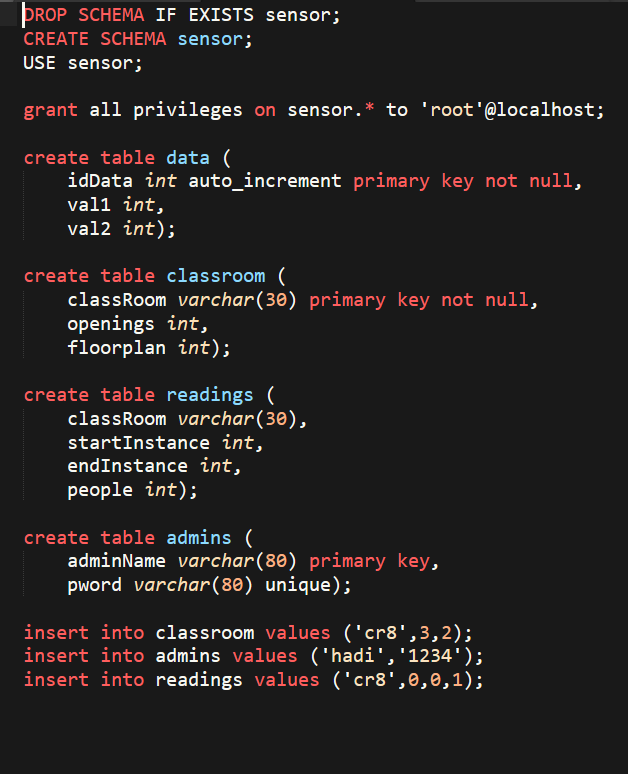 DROP SCHEMA IF EXISTS sensor;
CREATE SCHEMA sensor;
USE sensor;

grant all privileges on sensor.* to 'root'@localhost;

create table data (
    idData int auto_increment primary key not null,
    val1 int,
    val2 int);

create table classroom (
    classRoom varchar(30) primary key not null,
    openings int,
    floorplan int);

create table readings (
    classRoom varchar(30),
    startInstance int,
    endInstance int,
    people int);

create table admins (
    adminName varchar(80) primary key,
    pword varchar(80) unique);

insert into classroom values ('cr8',3,2);
insert into admins values ('hadi','1234');
insert into readings values ('cr8',0,0,1);